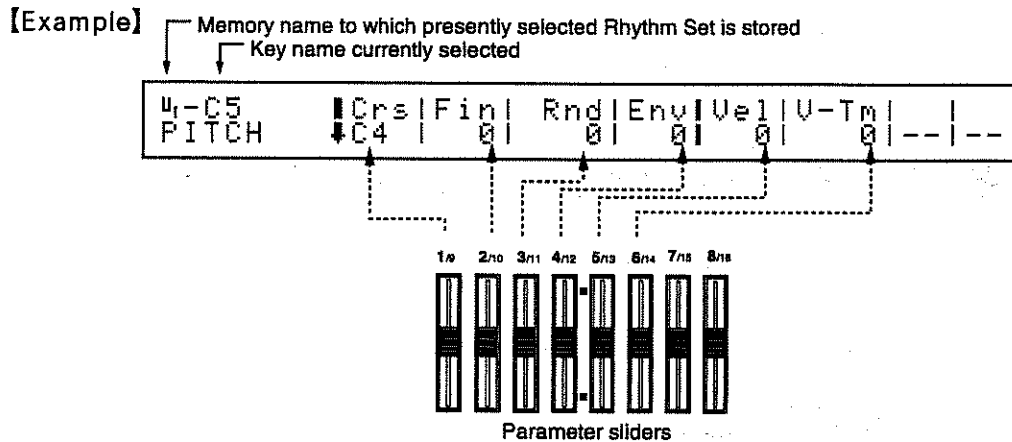 【Example】
Memory name to which presently selected Rhythm Set is stored
Key name currently selected
Ur-C5 Crs|Fin| Rnd|Env|Vel|V-Tm| |
PITCH C4 | 0| 0| 0| 0| 0|--|--
1/9 2/10 3/11 4/12 5/13 6/14 7/15 8/16
Parameter sliders